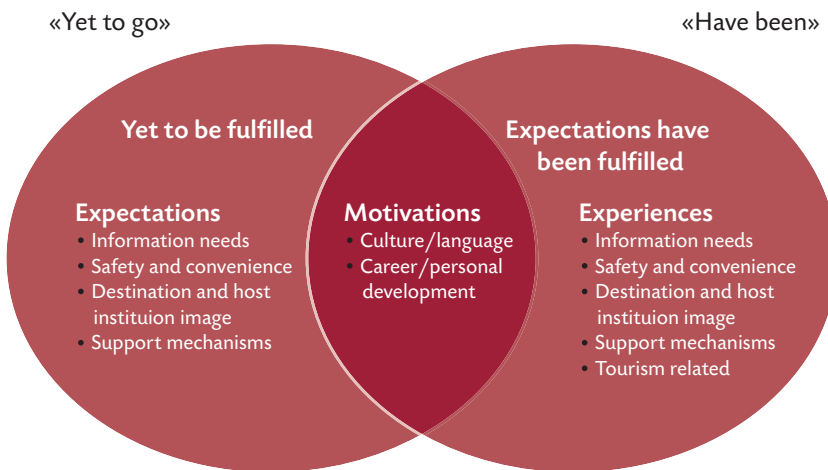 «Yet to go»
«Have been»
Yet to be fulfilled
Expectations
• Information needs
• Safety and convenience
• Destination and host
instituion image
• Support mechanisms
Motivations
• Culture/language
• Career/personal
development
Expectations have
been fulfilled
Experiences
• Information needs
• Safety and convenience
• Destination and host
instituion image
• Support mechanisms
• Tourism related